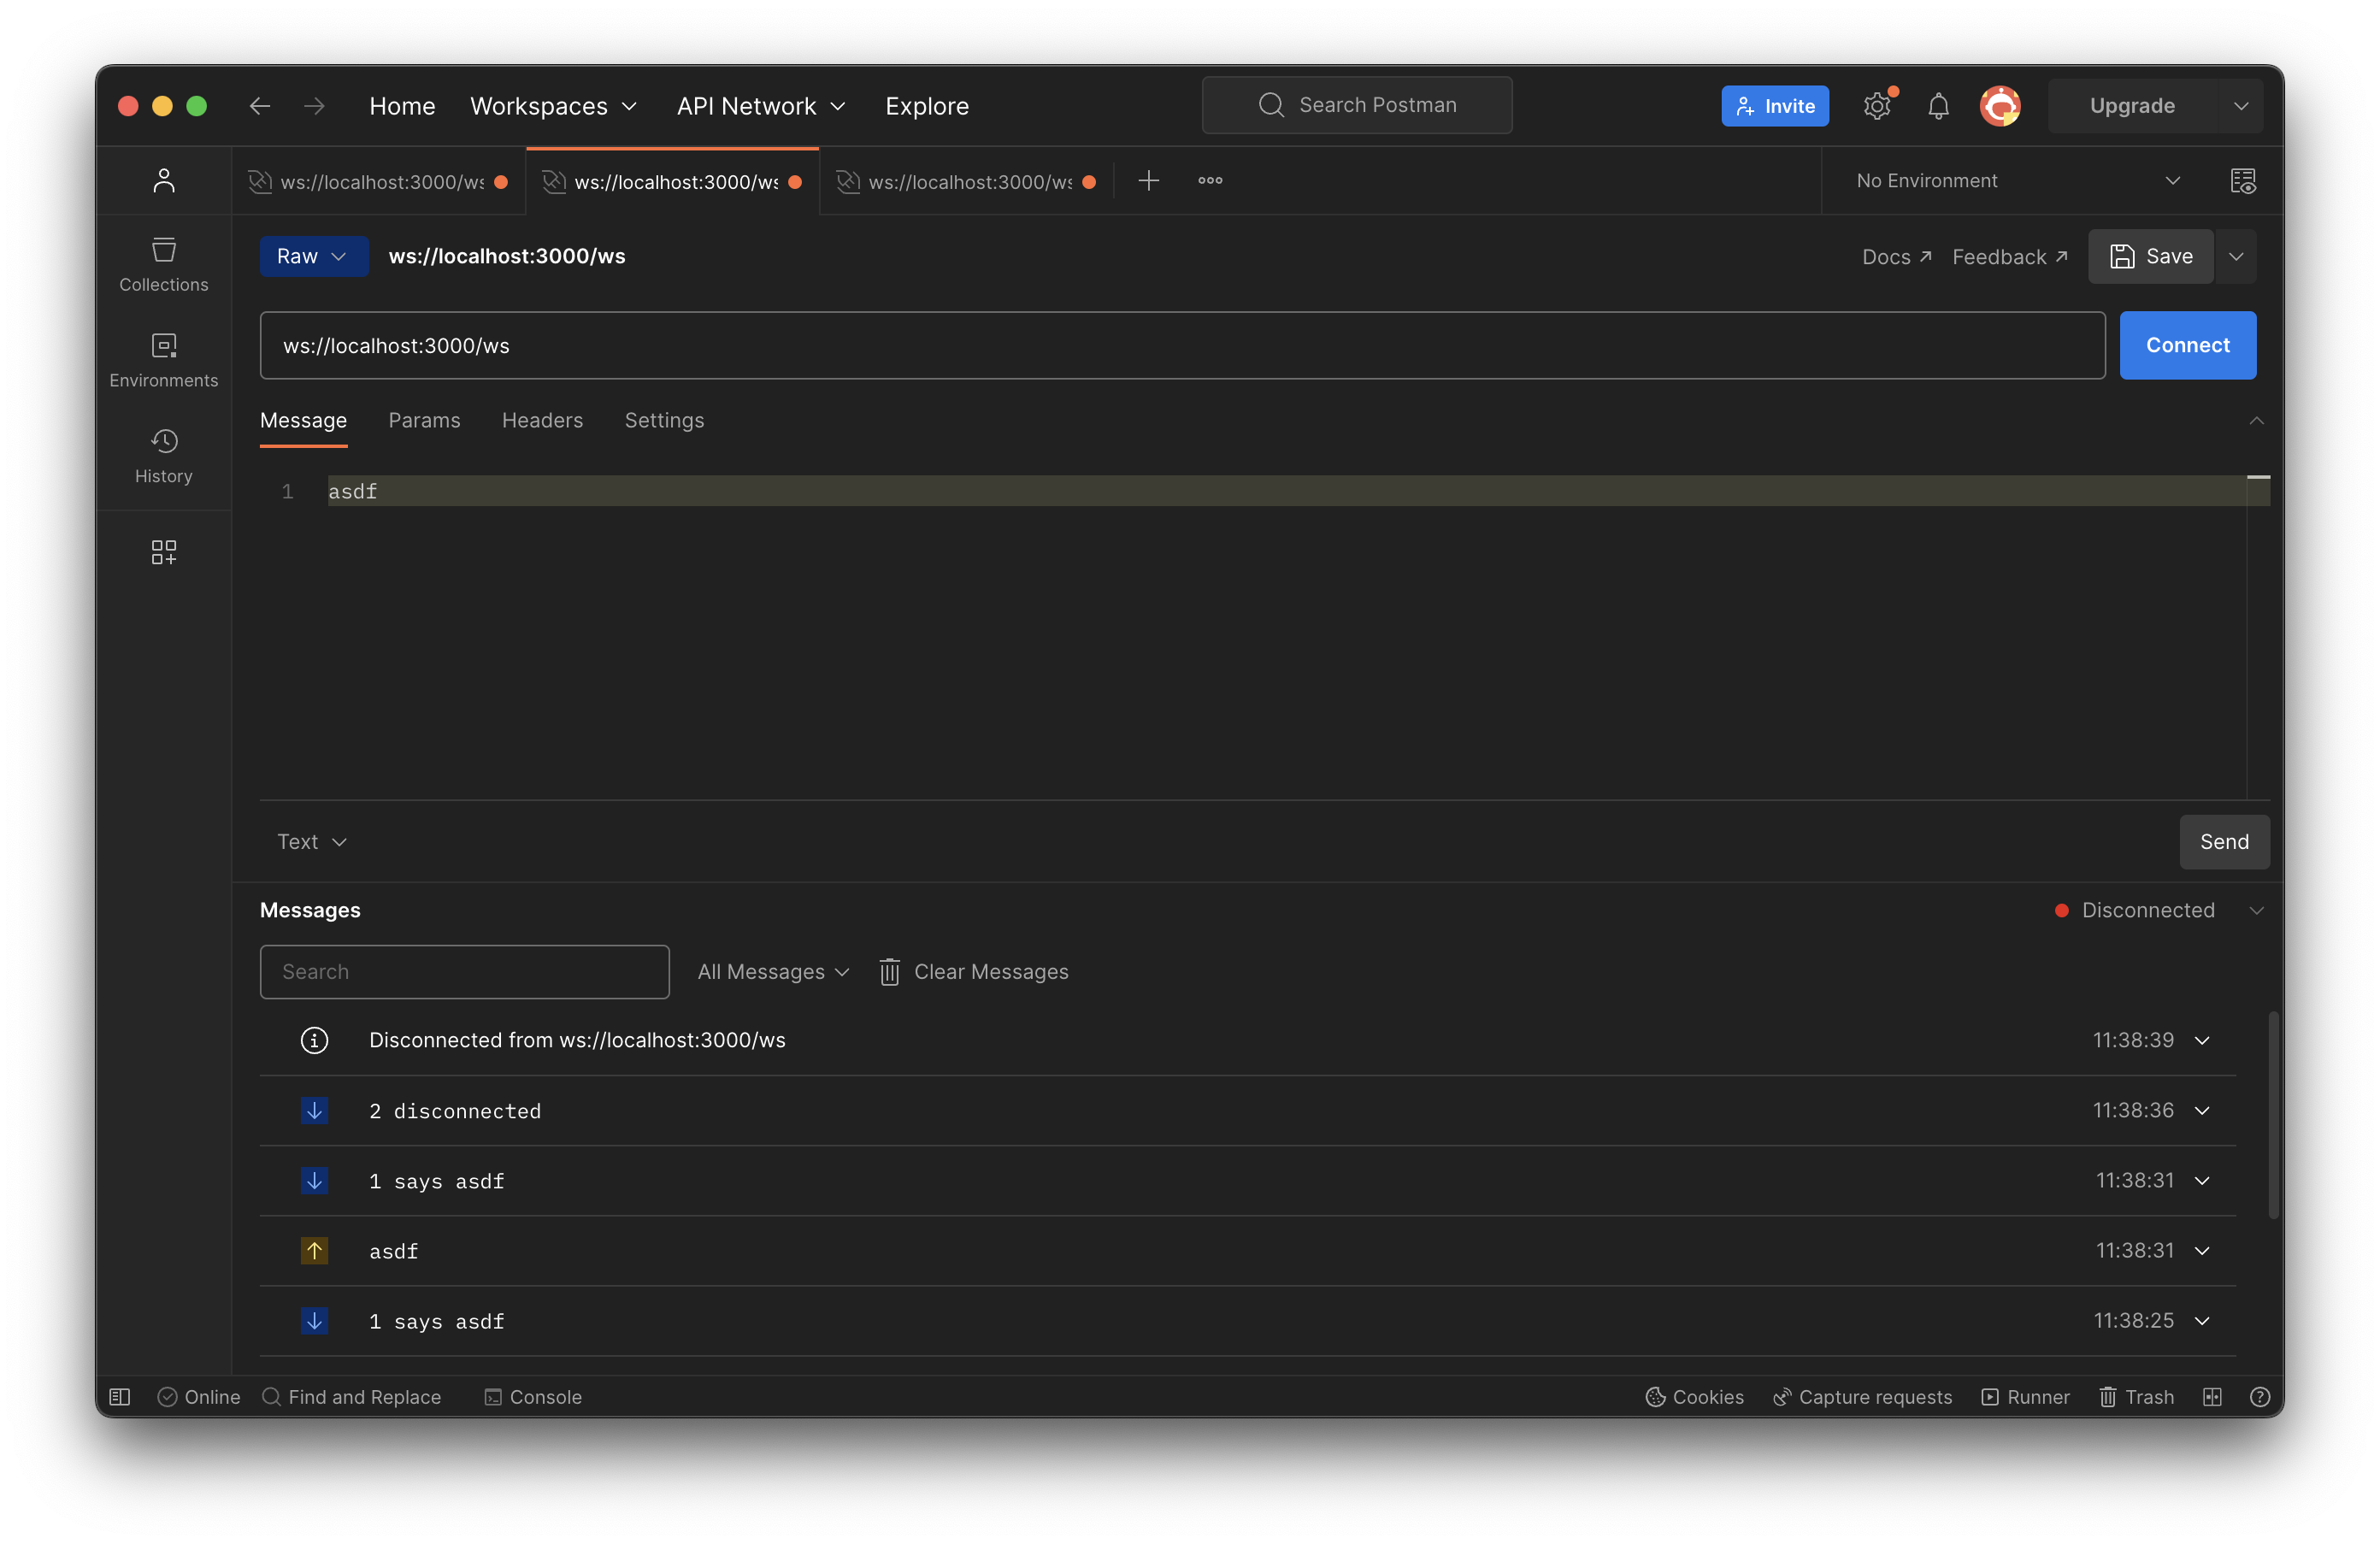 Home Workspaces API Network Explore Search Postman Invite Upgrade
ws://localhost:3000/ws ws://localhost:3000/ws ws://localhost:3000/ws No Environment
Raw ws://localhost:3000/ws Docs Feedback Save
Collections
ws://localhost:3000/ws Connect
Environments
Message Params Headers Settings
History
1 asdf
Text Send
Messages Disconnected
Search All Messages Clear Messages
Disconnected from ws://localhost:3000/ws 11:38:39
2 disconnected 11:38:36
1 says asdf 11:38:31
asdf 11:38:31
1 says asdf 11:38:25
Online Find and Replace Console Cookies Capture requests Runner Trash